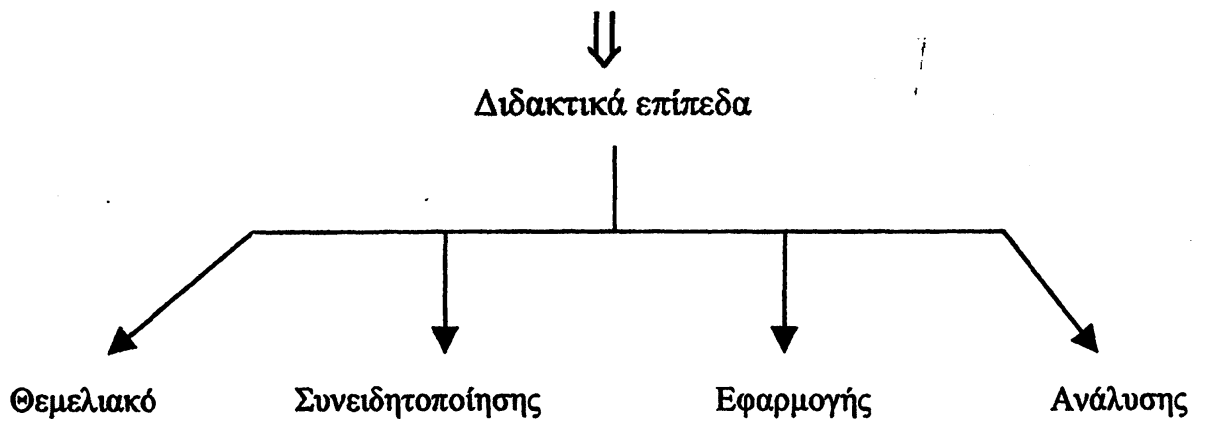 Διδακτικά επίπεδα
Θεμελιακό Συνειδητοποίησης Εφαρμογής Ανάλυσης